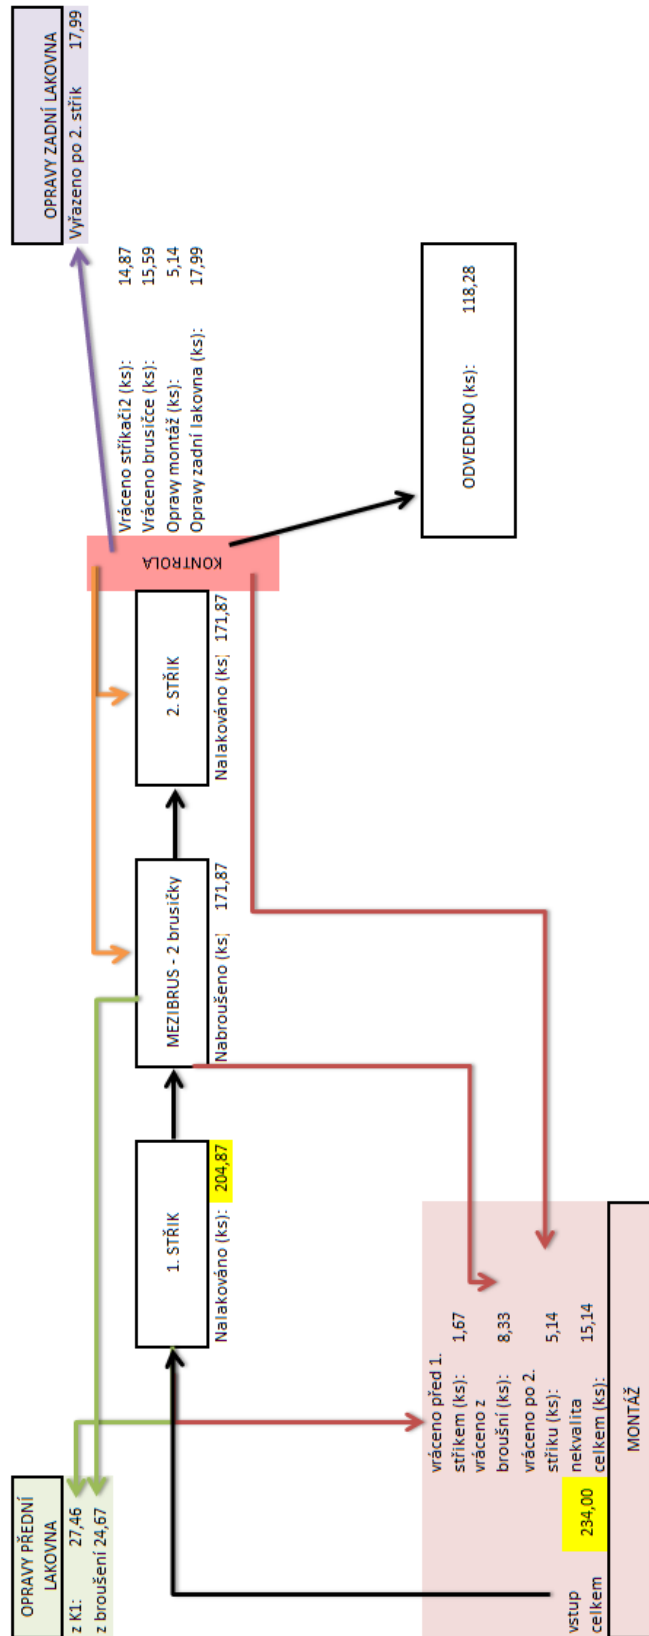 OPRAVY PŘEDNÍ
LAKOVNA
z K1: 27,46
z broušení 24,67
1. STŘIK
Nalakováno (ks): 204,87
MEZIBRUS - 2 brusičky
Nabroušeno (ks) 171,87
2. STŘIK
Nalakováno (ks) 171,87
KONTROLA
Vráceno stříkači2 (ks): 14,87
Vráceno brusičce (ks): 15,59
Opravy montáž (ks): 5,14
Opravy zadní lakovna (ks): 17,99
OPRAVY ZADNÍ LAKOVNA
Vyřazeno po 2. střik 17,99
ODVEDENO (ks): 118,28
vráceno před 1.
střikem (ks): 1,67
vráceno z
broušní (ks): 8,33
vráceno po 2.
střiku (ks): 5,14
vstup
celkem 234,00
nekvalita
celkem (ks): 15,14
MONTÁŽ